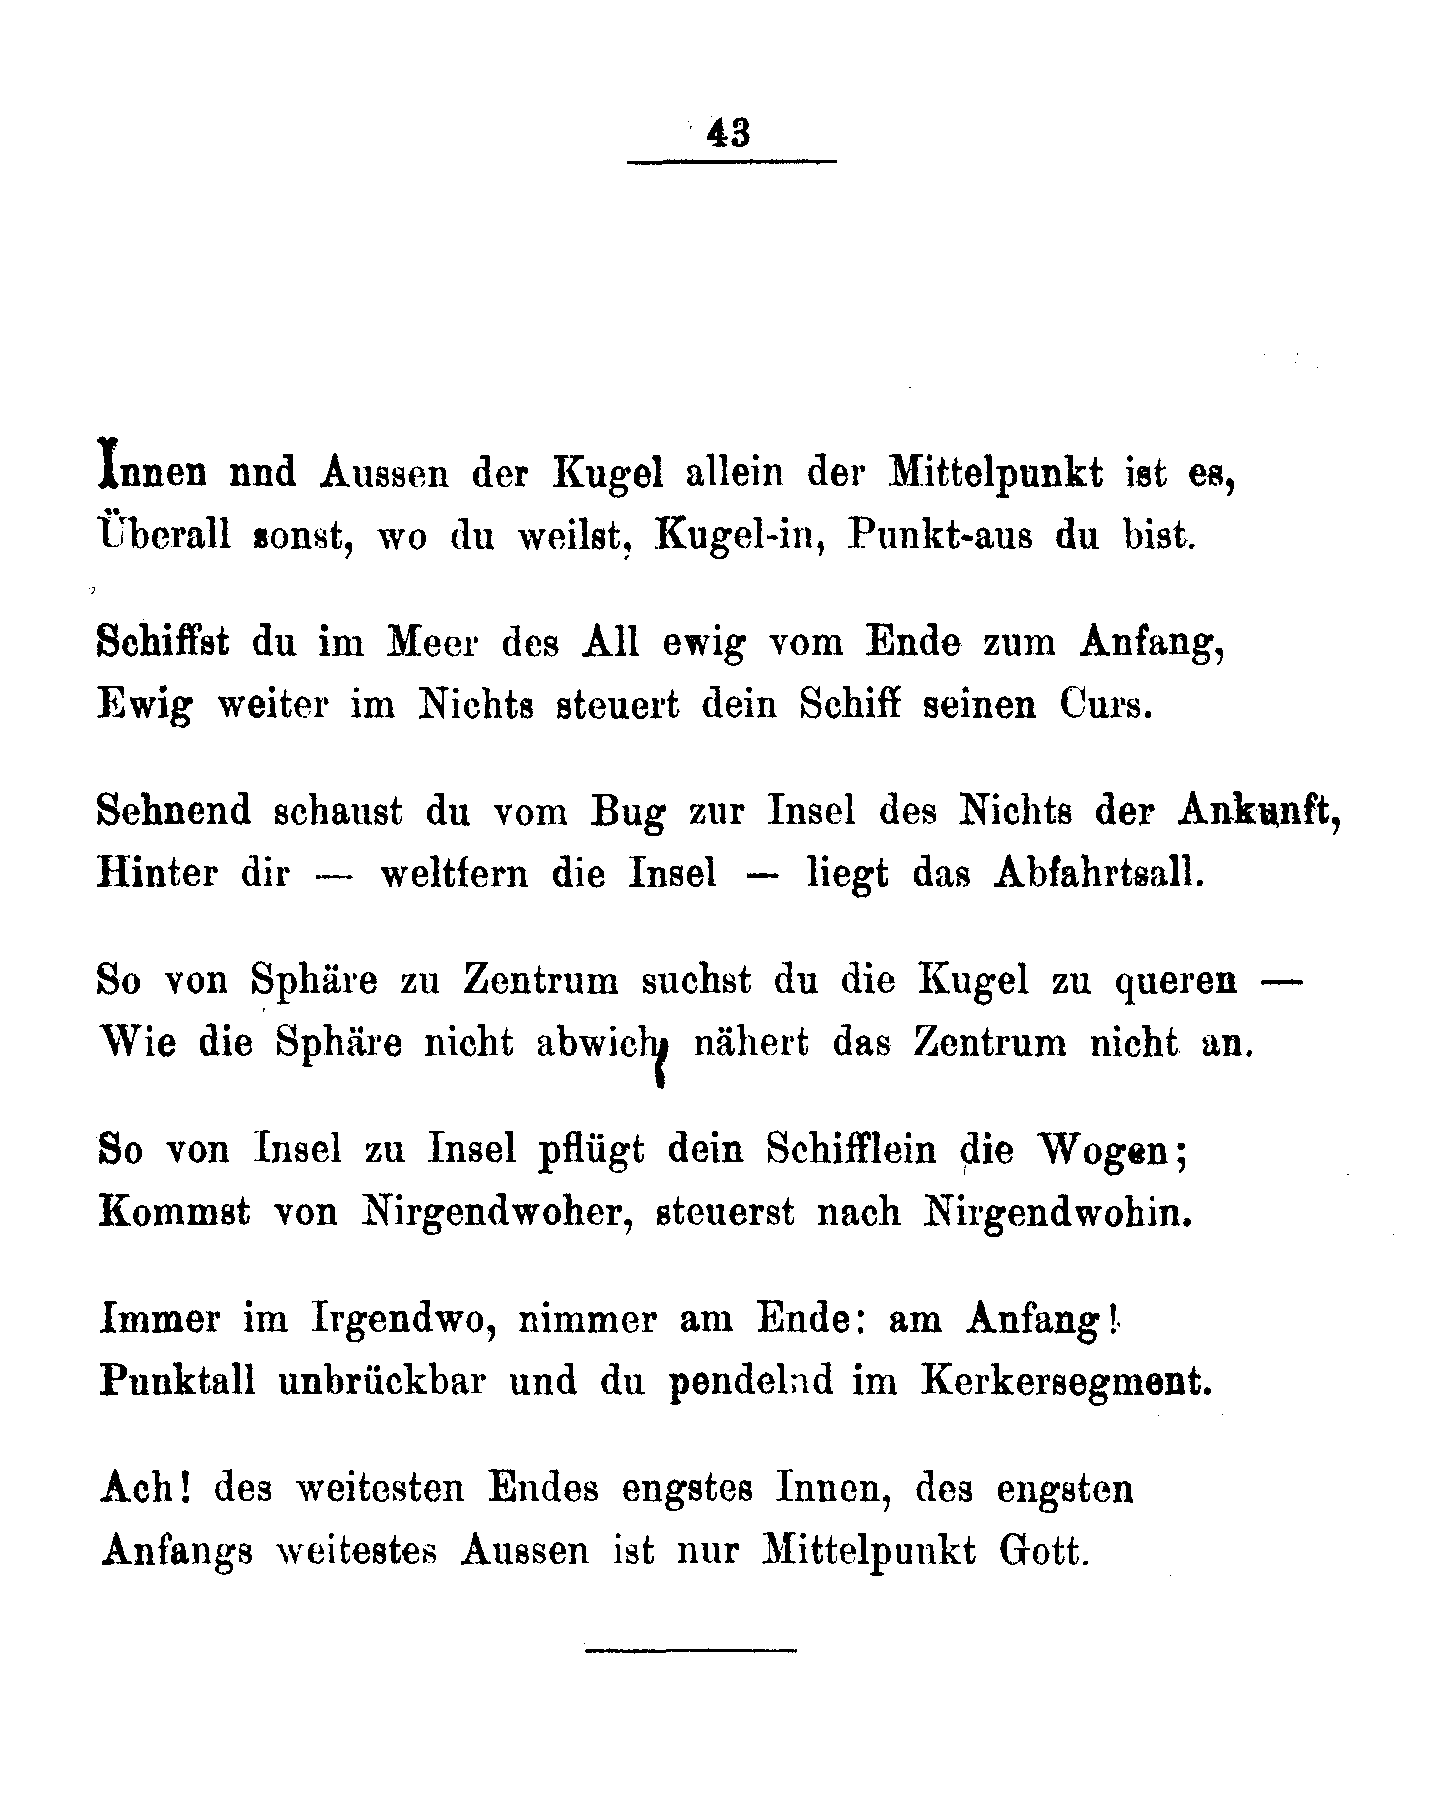 43
Innen nnd Aussen der Kugel allein der Mittelpunkt ist es,
Überall sonst, wo du weilst, Kugel-in, Punkt-aus du bist.
Schiffst du im Meer des All ewig vom Ende zum Anfang,
Ewig weiter im Nichts steuert dein Schiff seinen Curs.
Sehnend schaust du vom Bug zur Insel des Nichts der Ankunft,
Hinter dir — weltfern die Insel — liegt das Abfahrtsall.
So von Sphäre zu Zentrum suchst du die Kugel zu queren —
Wie die Sphäre nicht abwich, nähert das Zentrum nicht an.
So von Insel zu Insel pflügt dein Schifflein die Wogen;
Kommst von Nirgendwoher, steuerst nach Nirgendwohin.
Immer im Irgendwo, nimmer am Ende: am Anfang!
Punktall unbrückbar und du pendelnd im Kerkersegment.
Ach! des weitesten Endes engstes Innen, des engsten
Anfangs weitestes Aussen ist nur Mittelpunkt Gott.